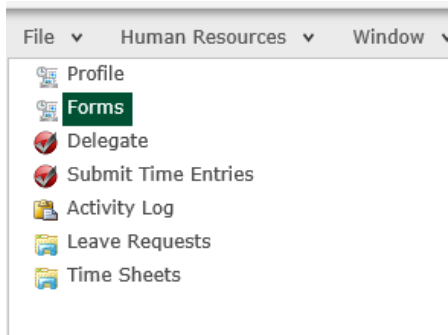 File Human Resources Window
Profile
Forms
Delegate
Submit Time Entries
Activity Log
Leave Requests
Time Sheets